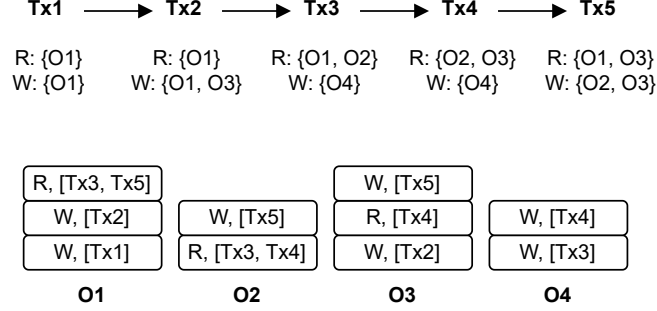 Tx1 Tx2 Tx3 Tx4 Tx5
R: {O1} R: {O1} R: {O1, O2} R: {O2, O3} R: {O1, O3}
W: {O1} W: {O1, O3} W: {O4} W: {O4} W: {O2, O3}
R, [Tx3, Tx5] W, [Tx5]
W, [Tx2] W, [Tx5] R, [Tx4] W, [Tx4]
W, [Tx1] R, [Tx3, Tx4] W, [Tx2] W, [Tx3]
O1 O2 O3 O4